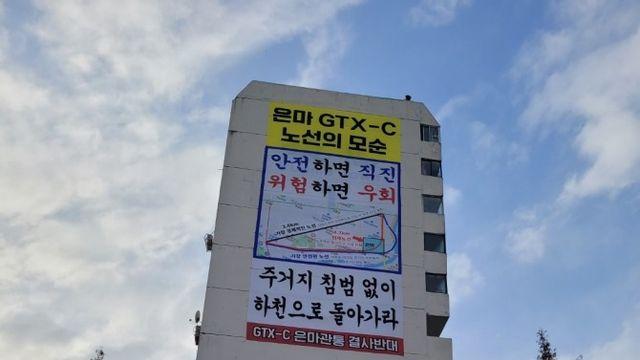 은마 GTX-C
노선의 모순
안전하면 직진
위험하면 우회
주거지 침범 없이
하천으로 돌아가라
GTX-C 은마관통 결사반대